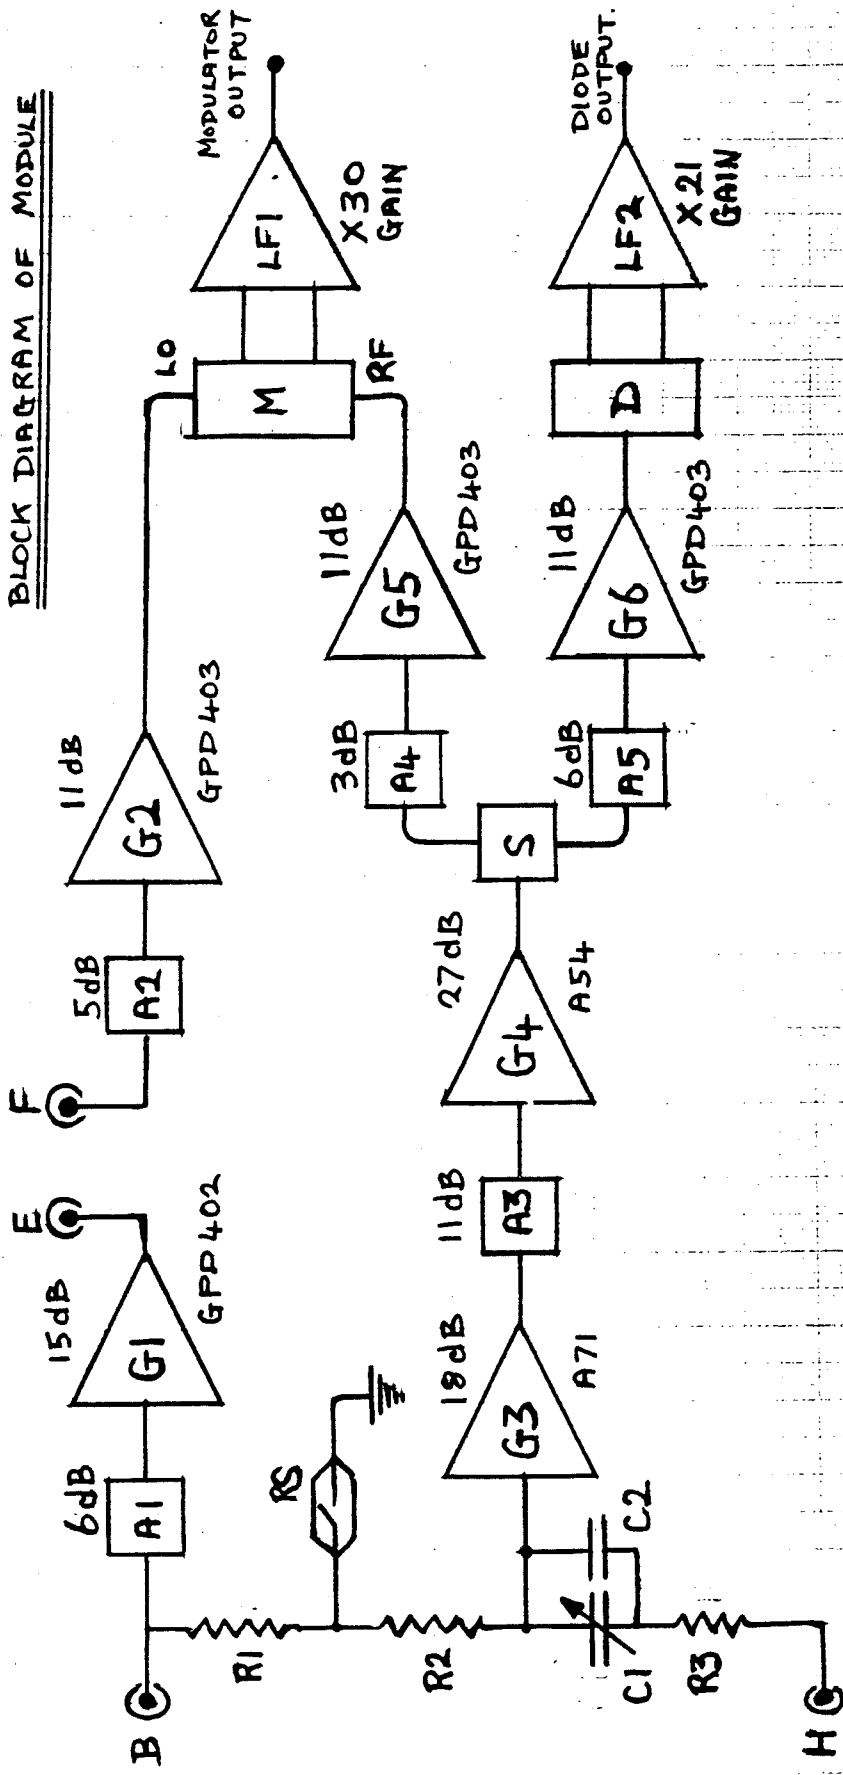 BLOCK DIAGRAM OF MODULE
B
6dB
A1
15dB
G1
GPD402
E
F
5dB
A2
11dB
G2
GPD403
LO
M
RF
LF1
X30
GAIN
MODULATOR
OUTPUT
R1
RS
R2
C1
C2
R3
H
18dB
G3
A71
11dB
A3
27dB
G4
A54
S
3dB
A4
11dB
G5
GPD403
6dB
A5
11dB
G6
GPD403
D
LF2
X21
GAIN
DIODE
OUTPUT.